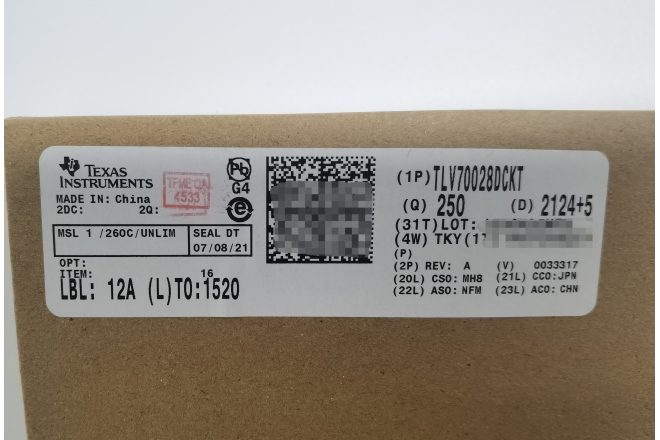 TEXAS
INSTRUMENTS
MADE IN: China
2DC: 2Q:
4533
MSL 1 /260C/UNLIM
SEAL DT
07/08/21
OPT:
ITEM: 16
LBL: 12A (L)TO:1520
Pb
G4
e
(1P)TLV70028DCKT
(Q) 250 (D) 2124+5
(31T)LOT:
(4W) TKY(1T
(P)
(2P) REV: A (V) 0033317
(20L) CSO:MH8 (21L) CCO:JPN
(22L) ASO:NFM (23L) ACO:CHN